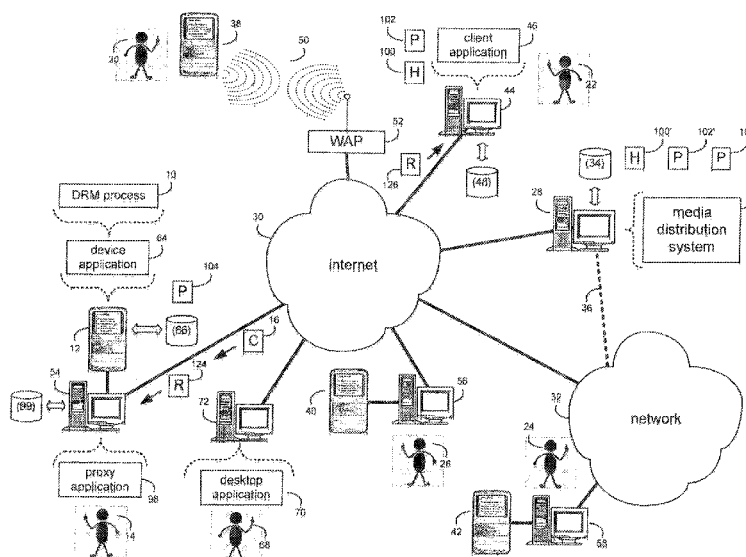 102
P
client
application
46
38
50
100
H
20
22
44
52
WAP
R
126
(48)
(34)
100'
102'
H
P
P
28
media
distribution
system
DRM process
10
30
internet
device
application
64
36
P
104
12
(66)
16
C
124
R
54
(99)
72
40
56
32
network
26
24
proxy
application
98
desktop
application
70
14
68
42
58